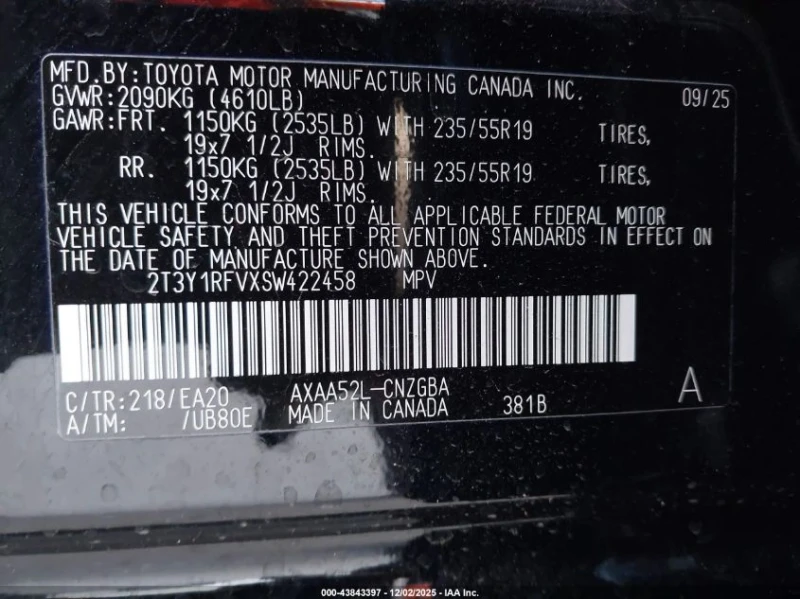 MFD.BY:TOYOTA MOTOR MANUFACTURING CANADA INC. 09/25
GVWR:2090KG (4610LB)
GAWR:FRT. 1150KG (2535LB) WITH 235/55R19 TIRES,
19x7 1/2J RIMS.
RR. 1150KG (2535LB) WITH 235/55R19 TIRES,
19x7 1/2J RIMS.
THIS VEHICLE CONFORMS TO ALL APPLICABLE FEDERAL MOTOR
VEHICLE SAFETY AND THEFT PREVENTION STANDARDS IN EFFECT ON
THE DATE OF MANUFACTURE SHOWN ABOVE.
2T3Y1RFVXSW422458 MPV
C/TR:218/EA20 AXAA52L-CNZGBA A
A/TM: /UB80E MADE IN CANADA 381B
000-43843397 - 12/02/2025 - IAA Inc.